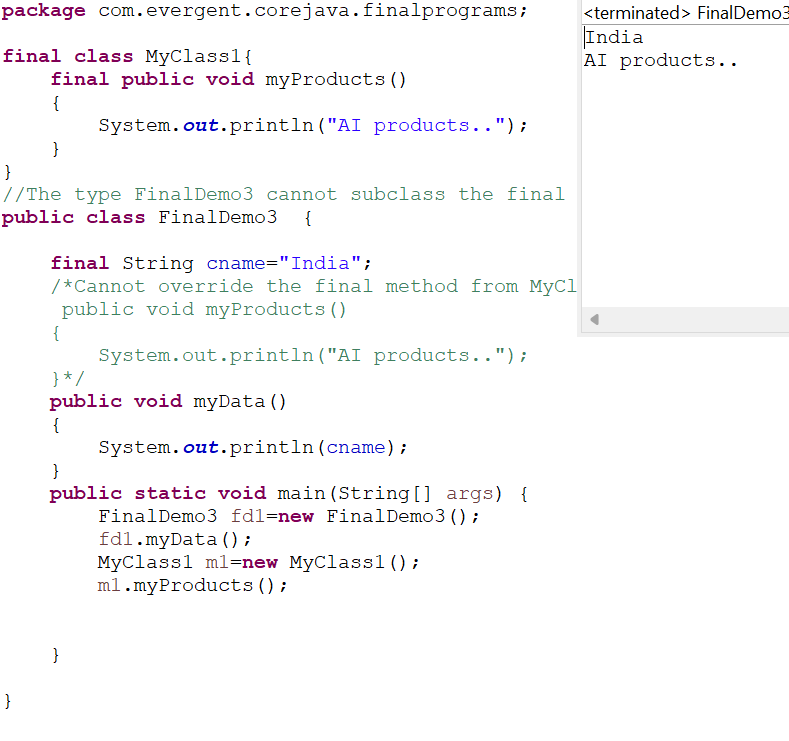 package com.evergent.corejava.finalprograms;
final class MyClass1{
final public void myProducts()
{
System.out.println("AI products..");
}
}
//The type FinalDemo3 cannot subclass the final
public class FinalDemo3  {
final String cname="India";
/*Cannot override the final method from MyCl
public void myProducts()
{
System.out.println("AI products..");
}*/
public void myData()
{
System.out.println(cname);
}
public static void main(String[] args) {
FinalDemo3 fd1=new FinalDemo3();
fd1.myData();
MyClass1 m1=new MyClass1();
m1.myProducts();
}
}
<terminated> FinalDemo3
India
AI products..